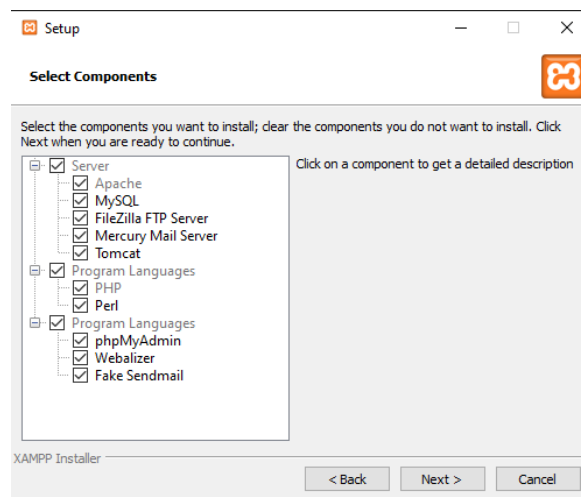 Setup
Select Components
Select the components you want to install; clear the components you do not want to install. Click
Next when you are ready to continue.
Server
Apache
MySQL
FileZilla FTP Server
Mercury Mail Server
Tomcat
Program Languages
PHP
Perl
Program Languages
phpMyAdmin
Webalizer
Fake Sendmail
Click on a component to get a detailed description
XAMPP Installer
< Back
Next >
Cancel